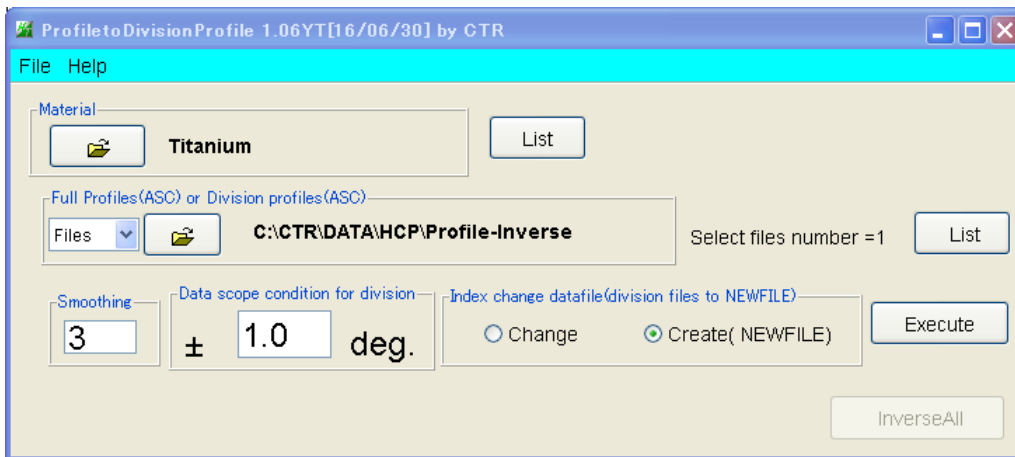 ProfiletoDivisionProfile 1.06YT[16/06/30] by CTR
File Help
Material
Titanium
List
Full Profiles(ASC) or Division profiles(ASC)
Files
C:\CTR\DATA\HCP\Profile-Inverse
Select files number =1
List
Smoothing
3
Data scope condition for division
± 1.0 deg.
Index change datafile(division files to NEWFILE)
Change
Create( NEWFILE)
Execute
InverseAll